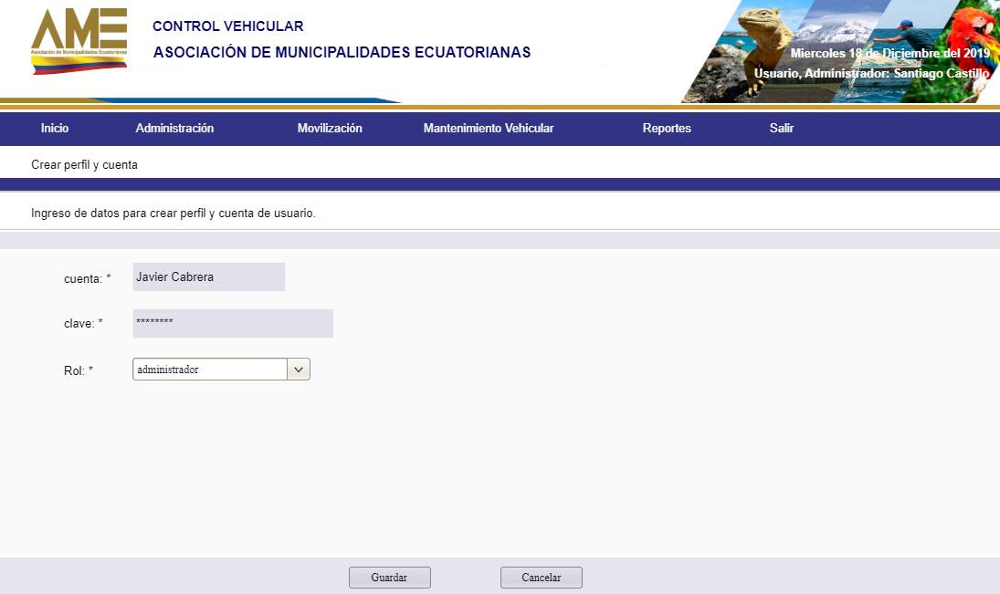 AME
Asociación de Municipalidades Ecuatorianas
CONTROL VEHICULAR
ASOCIACIÓN DE MUNICIPALIDADES ECUATORIANAS
Miercoles 18 de Diciembre del 2019
Usuario, Administrador: Santiago Castillo
Inicio Administración Movilización Mantenimiento Vehicular Reportes Salir
Crear perfil y cuenta
Ingreso de datos para crear perfil y cuenta de usuario.
cuenta: * Javier Cabrera
clave: * ********
Rol: * administrador
Guardar Cancelar